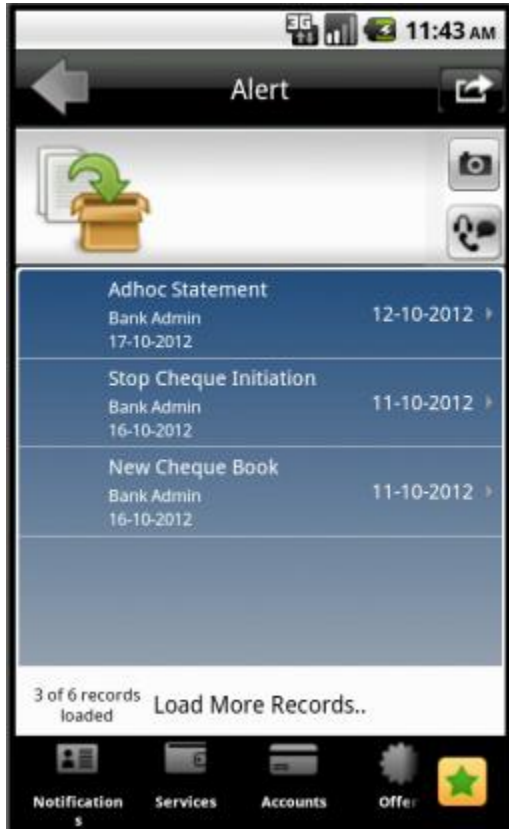 3G 11:43 AM
Alert
Adhoc Statement
Bank Admin
12-10-2012
17-10-2012
Stop Cheque Initiation
Bank Admin
11-10-2012
16-10-2012
New Cheque Book
Bank Admin
11-10-2012
16-10-2012
3 of 6 records
loaded
Load More Records..
Notification
s
Services
Accounts
Offer